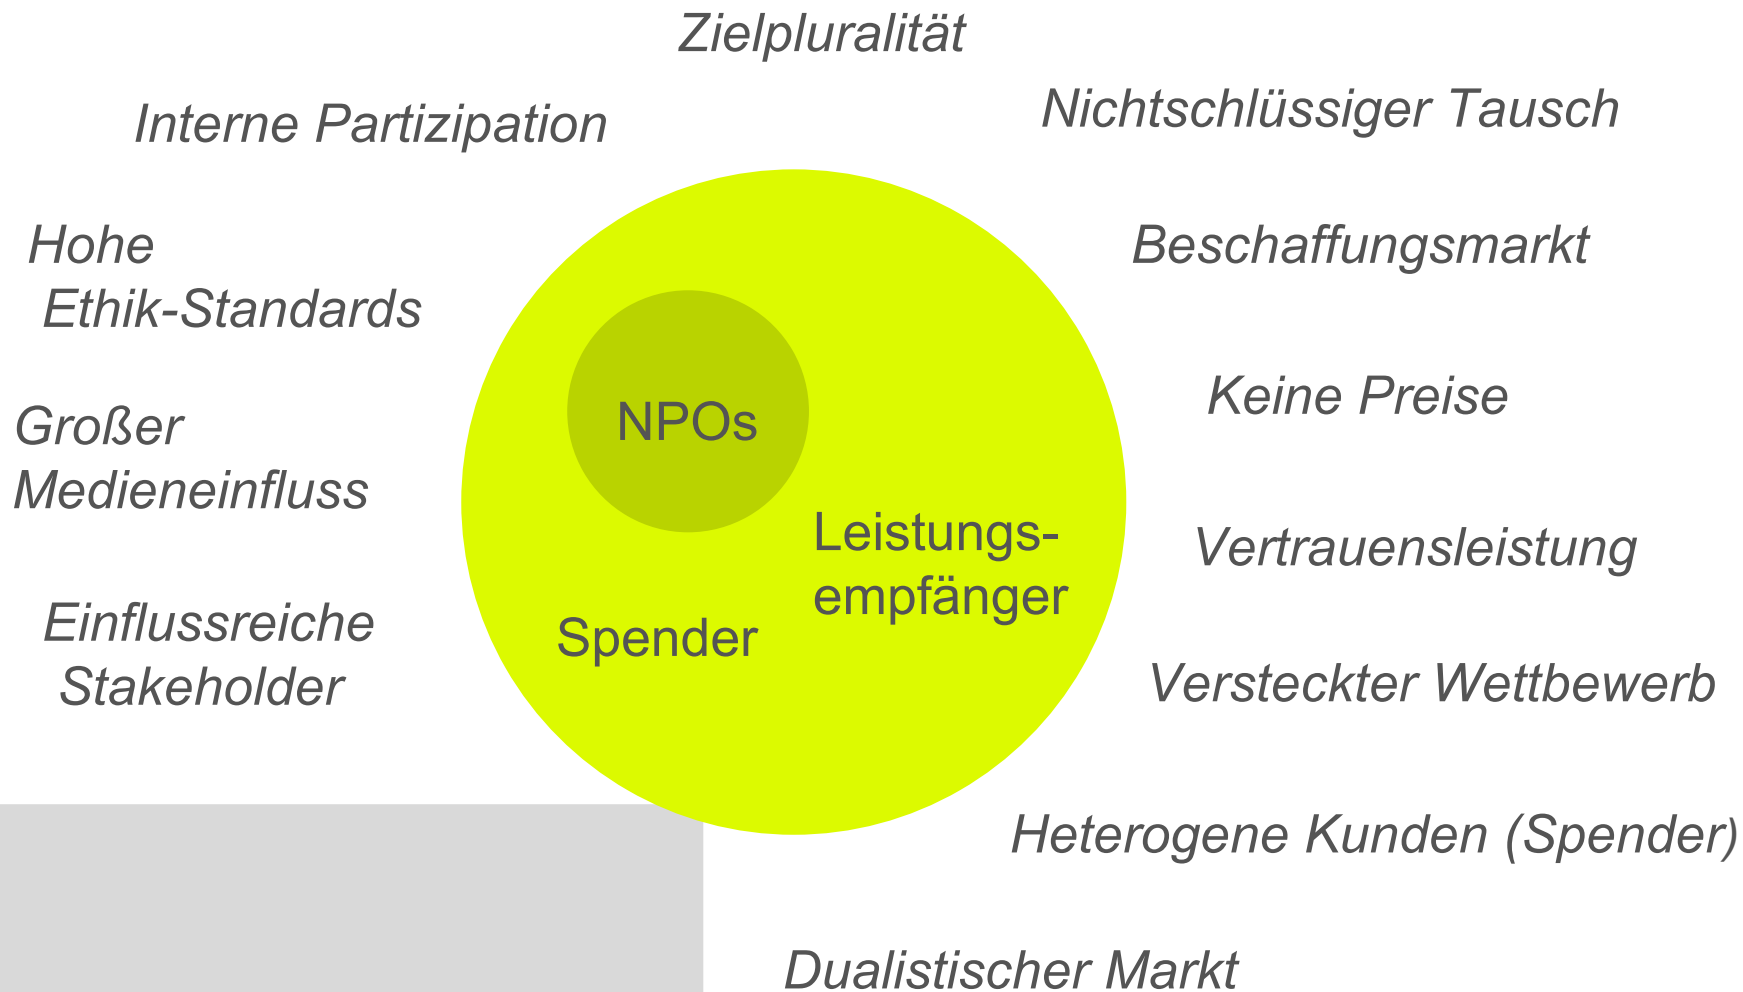 Zielpluralität
Nichtschlüssiger Tausch
Interne Partizipation
Hohe
Ethik-Standards
Beschaffungsmarkt
Keine Preise
Großer
Medieneinfluss
NPOs
Leistungs-
empfänger
Spender
Vertrauensleistung
Einflussreiche
Stakeholder
Versteckter Wettbewerb
Heterogene Kunden (Spender)
Dualistischer Markt